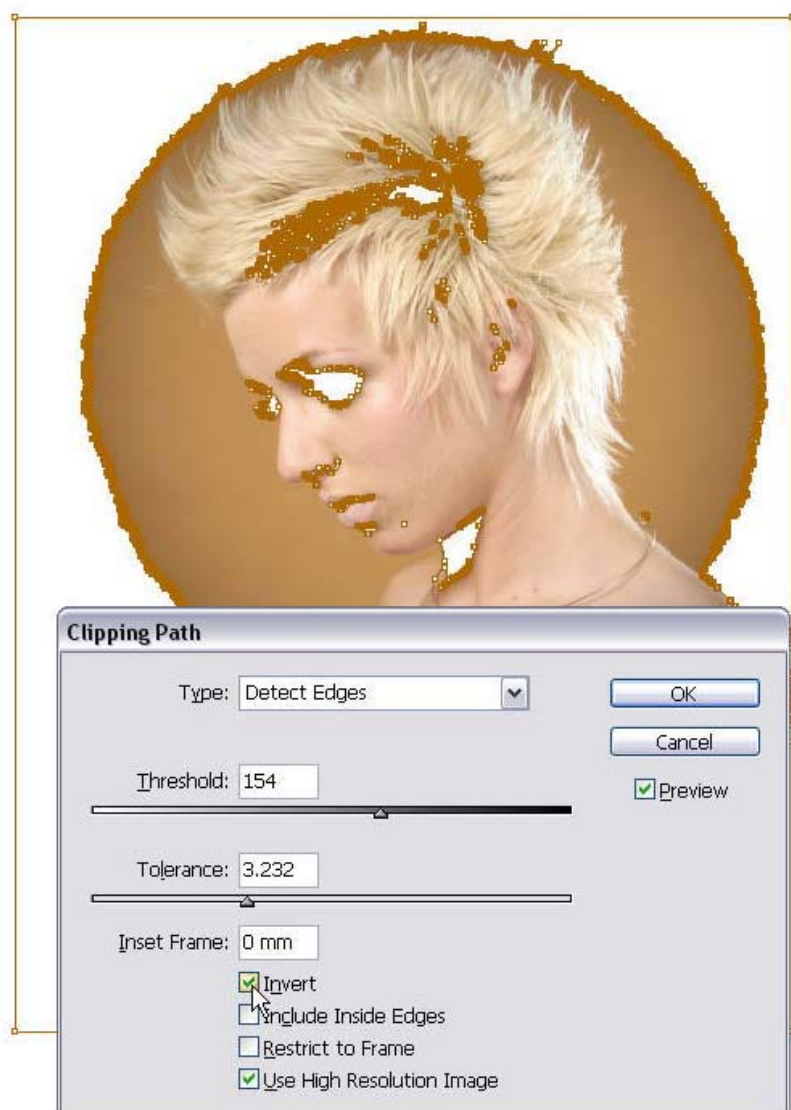 Clipping Path
Type: Detect Edges
OK
Cancel
Threshold: 154
Preview
Tolerance: 3.232
Inset Frame: 0 mm
Invert
Include Inside Edges
Restrict to Frame
Use High Resolution Image